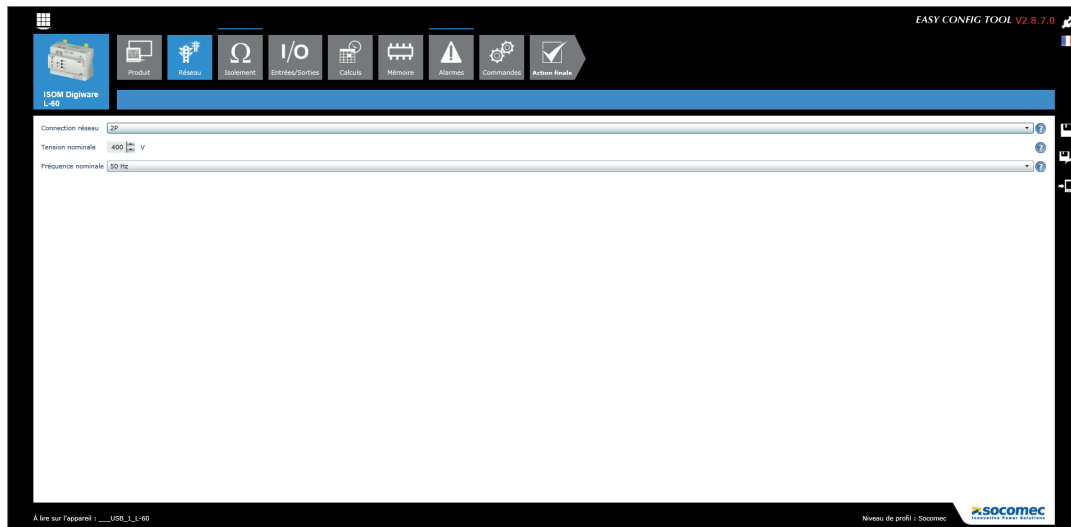 EASY CONFIG TOOL V2.8.7.0
Produit
Réseau
Ω
Isolement
I/O
Entrées/Sorties
Calculs
Mémoire
Alarmes
Commandes
Action finale
ISOM Digiware
L-60
Connection réseau 2P
Tension nominale 400 V
Fréquence nominale 50 Hz
À lire sur l'appareil : ___USB_1_L-60
Niveau de profil : Socomec
socomec
Innovative Power Solutions